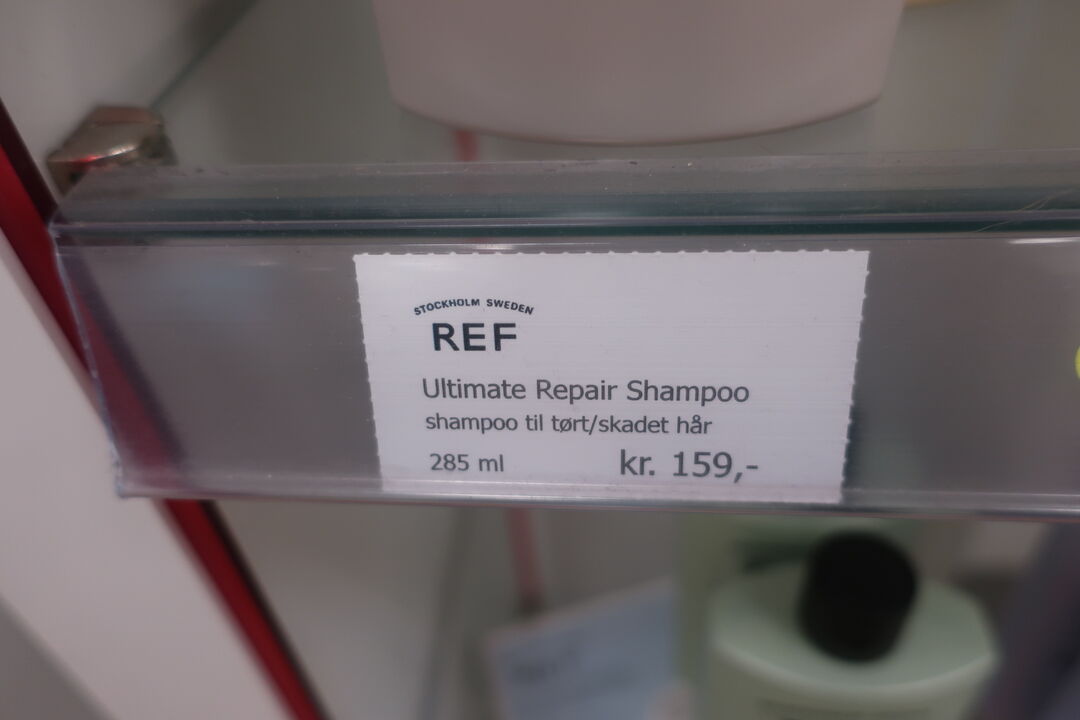 STOCKHOLM SWEDEN
REF
Ultimate Repair Shampoo
shampoo til tørt/skadet hår
285 ml kr. 159,-